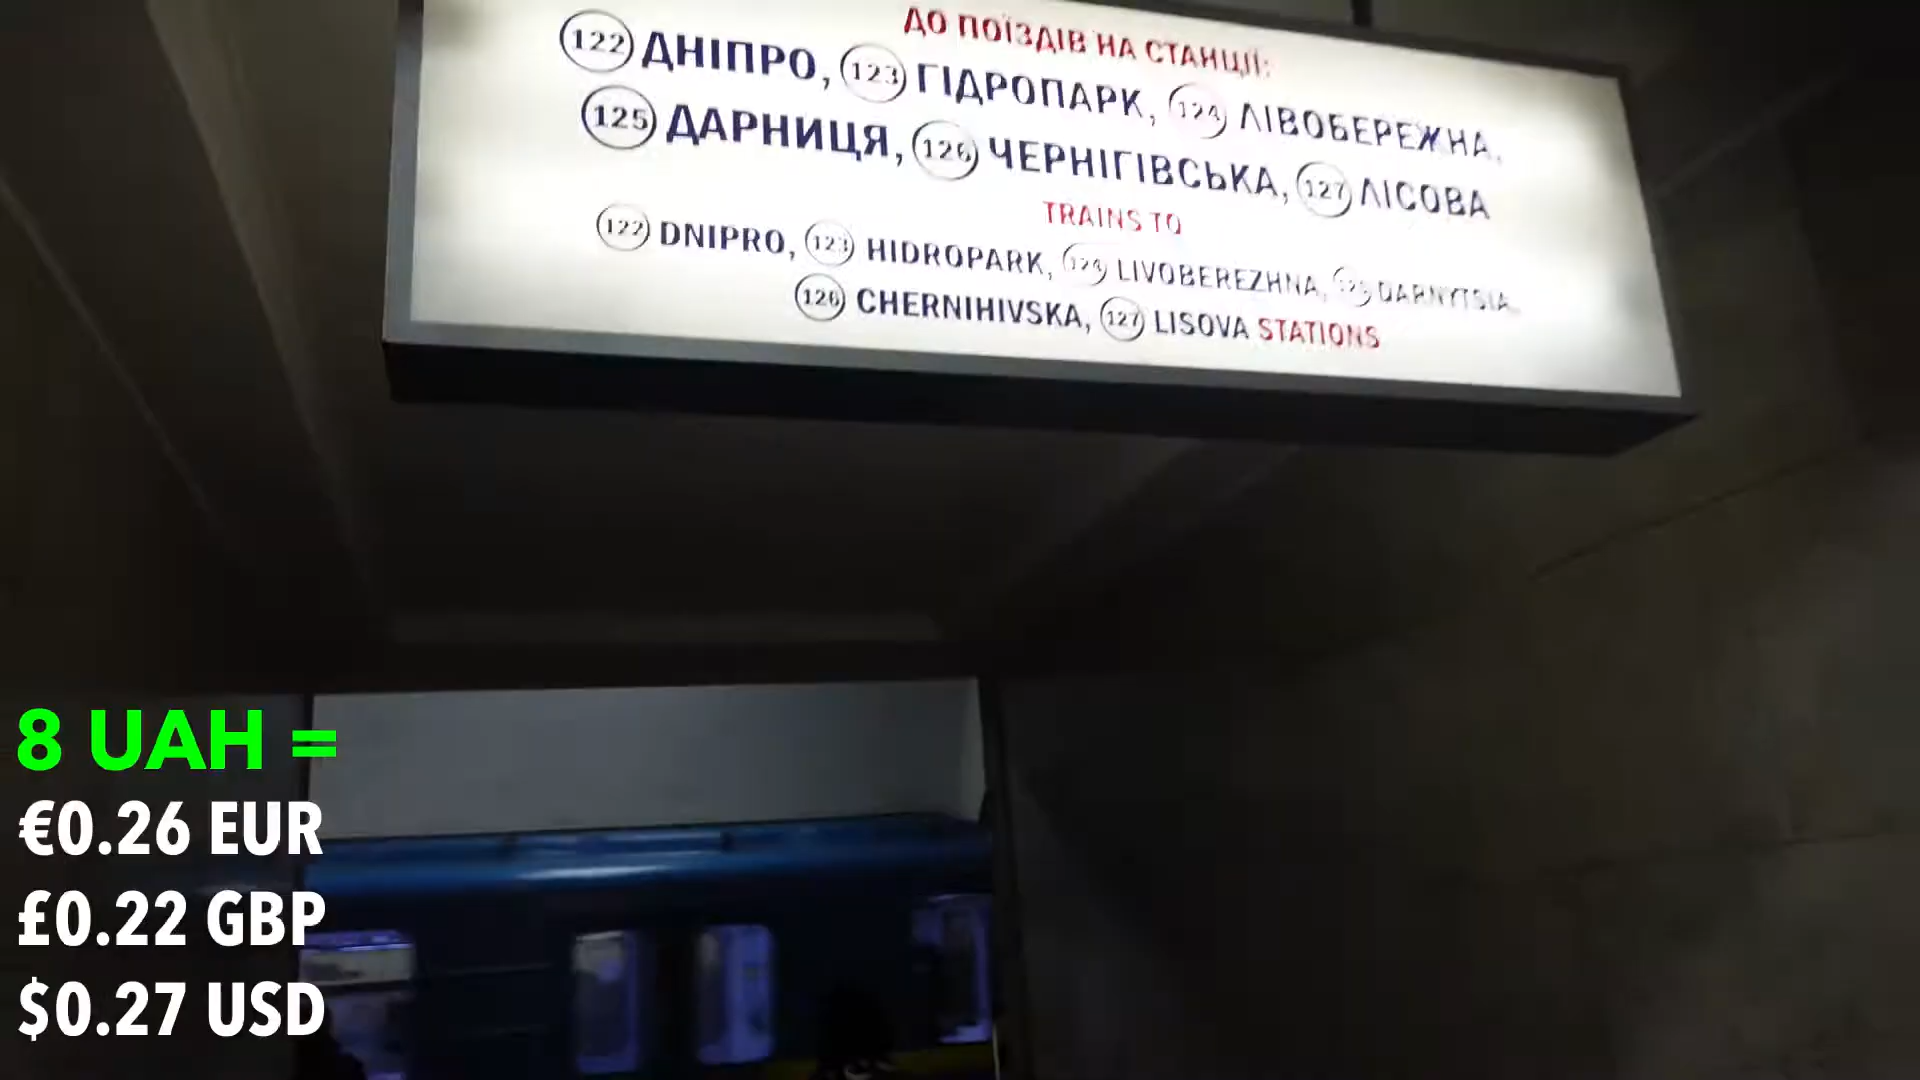 ДО ПОЇЗДІВ НА СТАНЦІЇ:
122 ДНІПРО, 123 ГІДРОПАРК, 124 ЛІВОБЕРЕЖНА,
125 ДАРНИЦЯ, 126 ЧЕРНІГІВСЬКА, 127 ЛІСОВА
TRAINS TO
122 DNIPRO, 123 HIDROPARK, 124 LIVOBEREZHNA, 125 DARNYTSIA,
126 CHERNIHIVSKA, 127 LISOVA STATIONS
8 UAH =
€0.26 EUR
£0.22 GBP
$0.27 USD